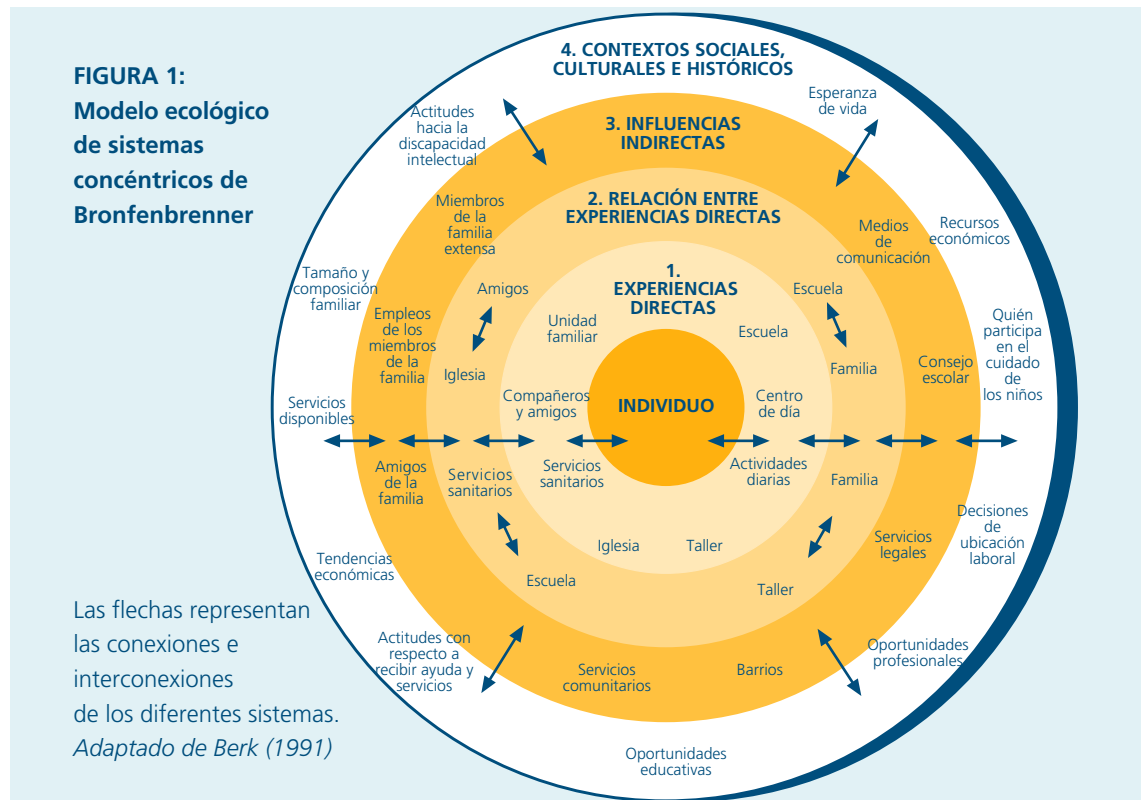 FIGURA 1:
Modelo ecológico
de sistemas
concéntricos de
Bronfenbrenner
4. CONTEXTOS SOCIALES,
CULTURALES E HISTÓRICOS
Actitudes
hacia la
discapacidad
intelectual
Esperanza
de vida
Tamaño y
composición
familiar
Recursos
económicos
Servicios
disponibles
Quién
participa
en el
cuidado
de
los niños
Tendencias
económicas
Decisiones
de
ubicación
laboral
Actitudes con
respecto a
recibir ayuda y
servicios
Oportunidades
profesionales
Oportunidades
educativas
3. INFLUENCIAS
INDIRECTAS
Miembros
de la
familia
extensa
Medios
de
comunicación
Empleos
de los
miembros
de la
familia
Consejo
escolar
Amigos
de la
familia
Servicios
legales
Servicios
comunitarios
Barrios
2. RELACIÓN ENTRE
EXPERIENCIAS DIRECTAS
Amigos
Escuela
Iglesia
Familia
Servicios
sanitarios
Familia
Escuela
Taller
1.
EXPERIENCIAS
DIRECTAS
Unidad
familiar
Escuela
Compañeros
y amigos
Centro
de día
Servicios
sanitarios
Actividades
diarias
Iglesia
Taller
INDIVIDUO
Las flechas representan
las conexiones e
interconexiones
de los diferentes sistemas.
Adaptado de Berk (1991)